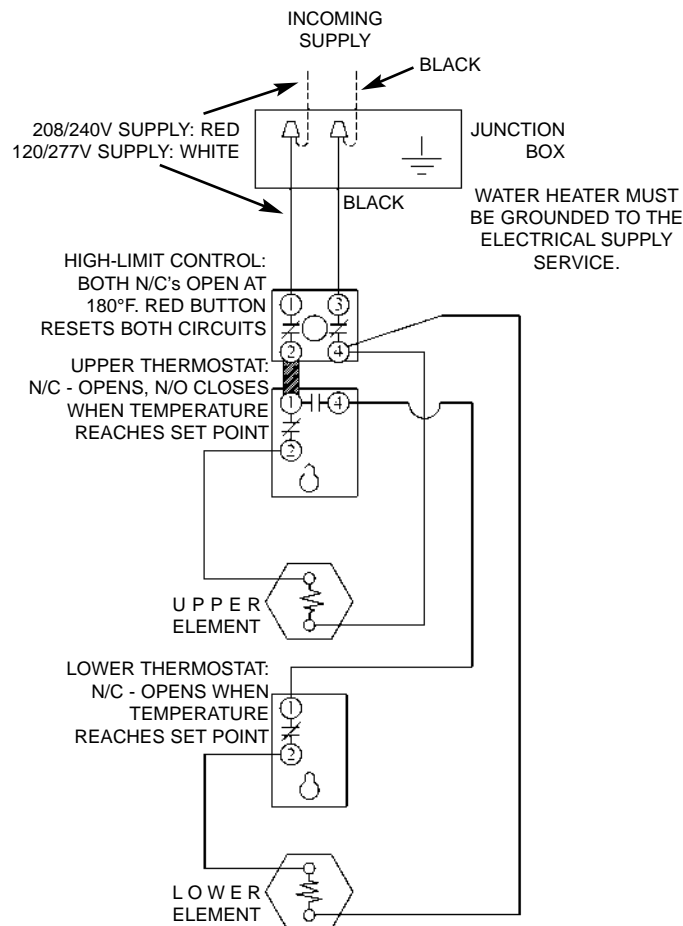 INCOMING
SUPPLY
BLACK
208/240V SUPPLY: RED
120/277V SUPPLY: WHITE
JUNCTION
BOX
BLACK
WATER HEATER MUST
BE GROUNDED TO THE
ELECTRICAL SUPPLY
SERVICE.
HIGH-LIMIT CONTROL:
BOTH N/C's OPEN AT
180°F. RED BUTTON
RESETS BOTH CIRCUITS
1 3
2 4
UPPER THERMOSTAT:
N/C - OPENS, N/O CLOSES
WHEN TEMPERATURE
REACHES SET POINT
1 4
2
UPPER
ELEMENT
LOWER THERMOSTAT:
N/C - OPENS WHEN
TEMPERATURE
REACHES SET POINT
1
2
LOWER
ELEMENT